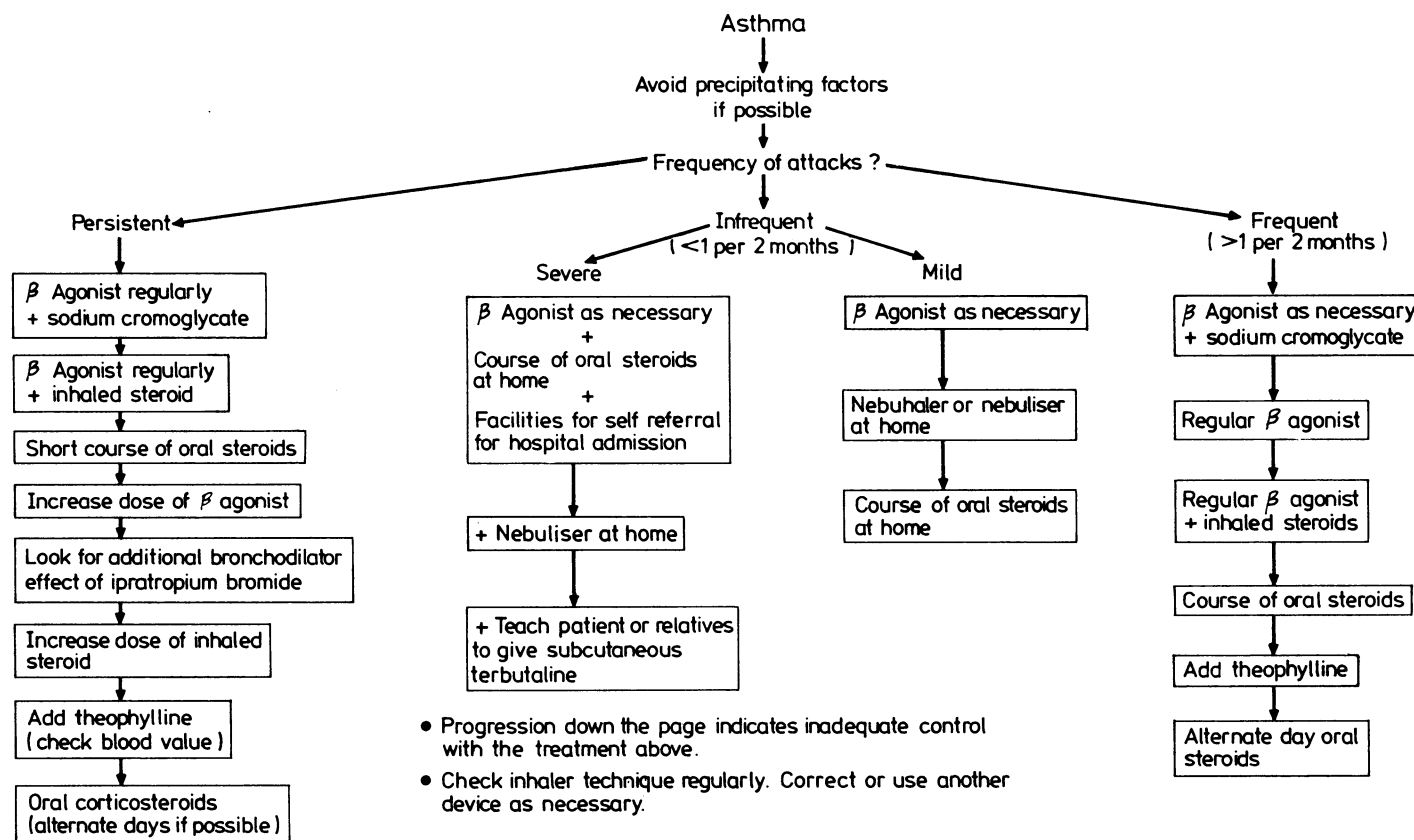 Asthma
Avoid precipitating factors
if possible
Frequency of attacks ?
Persistent
β Agonist regularly
+ sodium cromoglycate
β Agonist regularly
+ inhaled steroid
Short course of oral steroids
Increase dose of β agonist
Look for additional bronchodilator
effect of ipratropium bromide
Increase dose of inhaled
steroid
Add theophylline
(check blood value)
Oral corticosteroids
(alternate days if possible)
Infrequent
(<1 per 2 months)
Severe
β Agonist as necessary
+
Course of oral steroids
at home
+
Facilities for self referral
for hospital admission
+ Nebuliser at home
+ Teach patient or relatives
to give subcutaneous
terbutaline
Mild
β Agonist as necessary
Nebuhaler or nebuliser
at home
Course of oral steroids
at home
Frequent
(>1 per 2 months)
β Agonist as necessary
+ sodium cromoglycate
Regular β agonist
Regular β agonist
+ inhaled steroids
Course of oral steroids
Add theophylline
Alternate day oral
steroids
• Progression down the page indicates inadequate control
with the treatment above.
• Check inhaler technique regularly. Correct or use another
device as necessary.